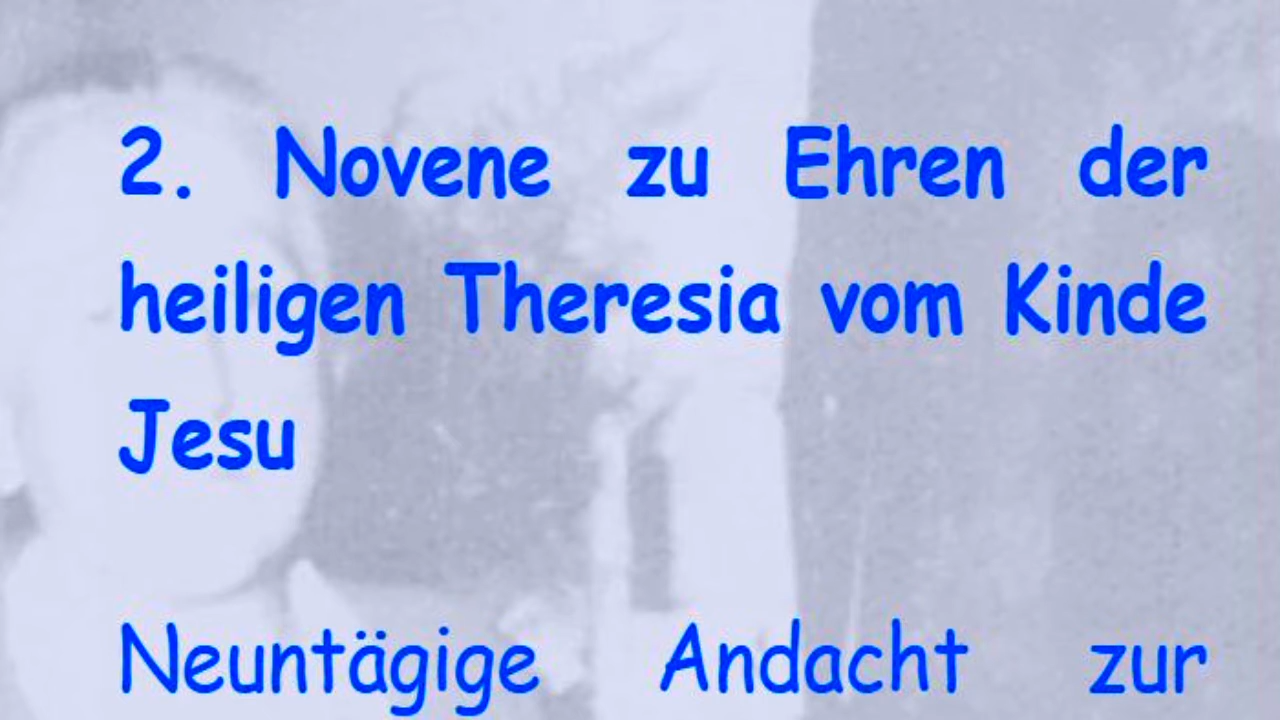 2. Novene zu Ehren der
heiligen Theresia vom Kinde
Jesu
Neuntägige Andacht zur